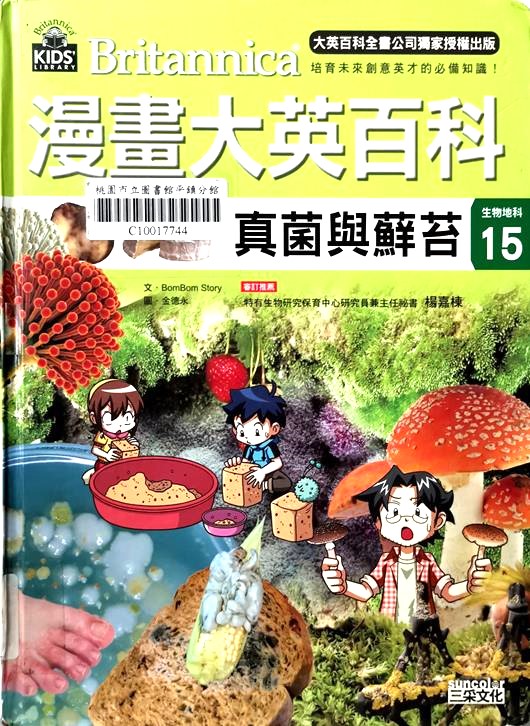 Britannica
KIDS'
LIBRARY
Britannica®
大英百科全書公司獨家授權出版
培育未來創意英才的必備知識！
漫畫大英百科
桃園市立圖書館平鎮分館
C10017744
真菌與蘚苔
生物地科
15
文・BomBom Story
圖・金德永
審訂推薦
特有生物研究保育中心研究員兼主任祕書 楊嘉棟
suncolor
三采文化